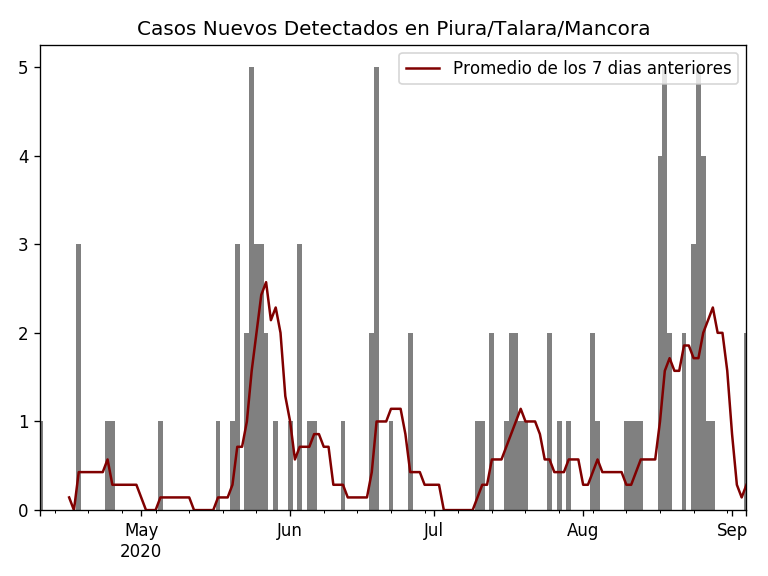 Casos Nuevos Detectados en Piura/Talara/Mancora
Promedio de los 7 dias anteriores
5
4
3
2
1
0
May
2020
Jun
Jul
Aug
Sep